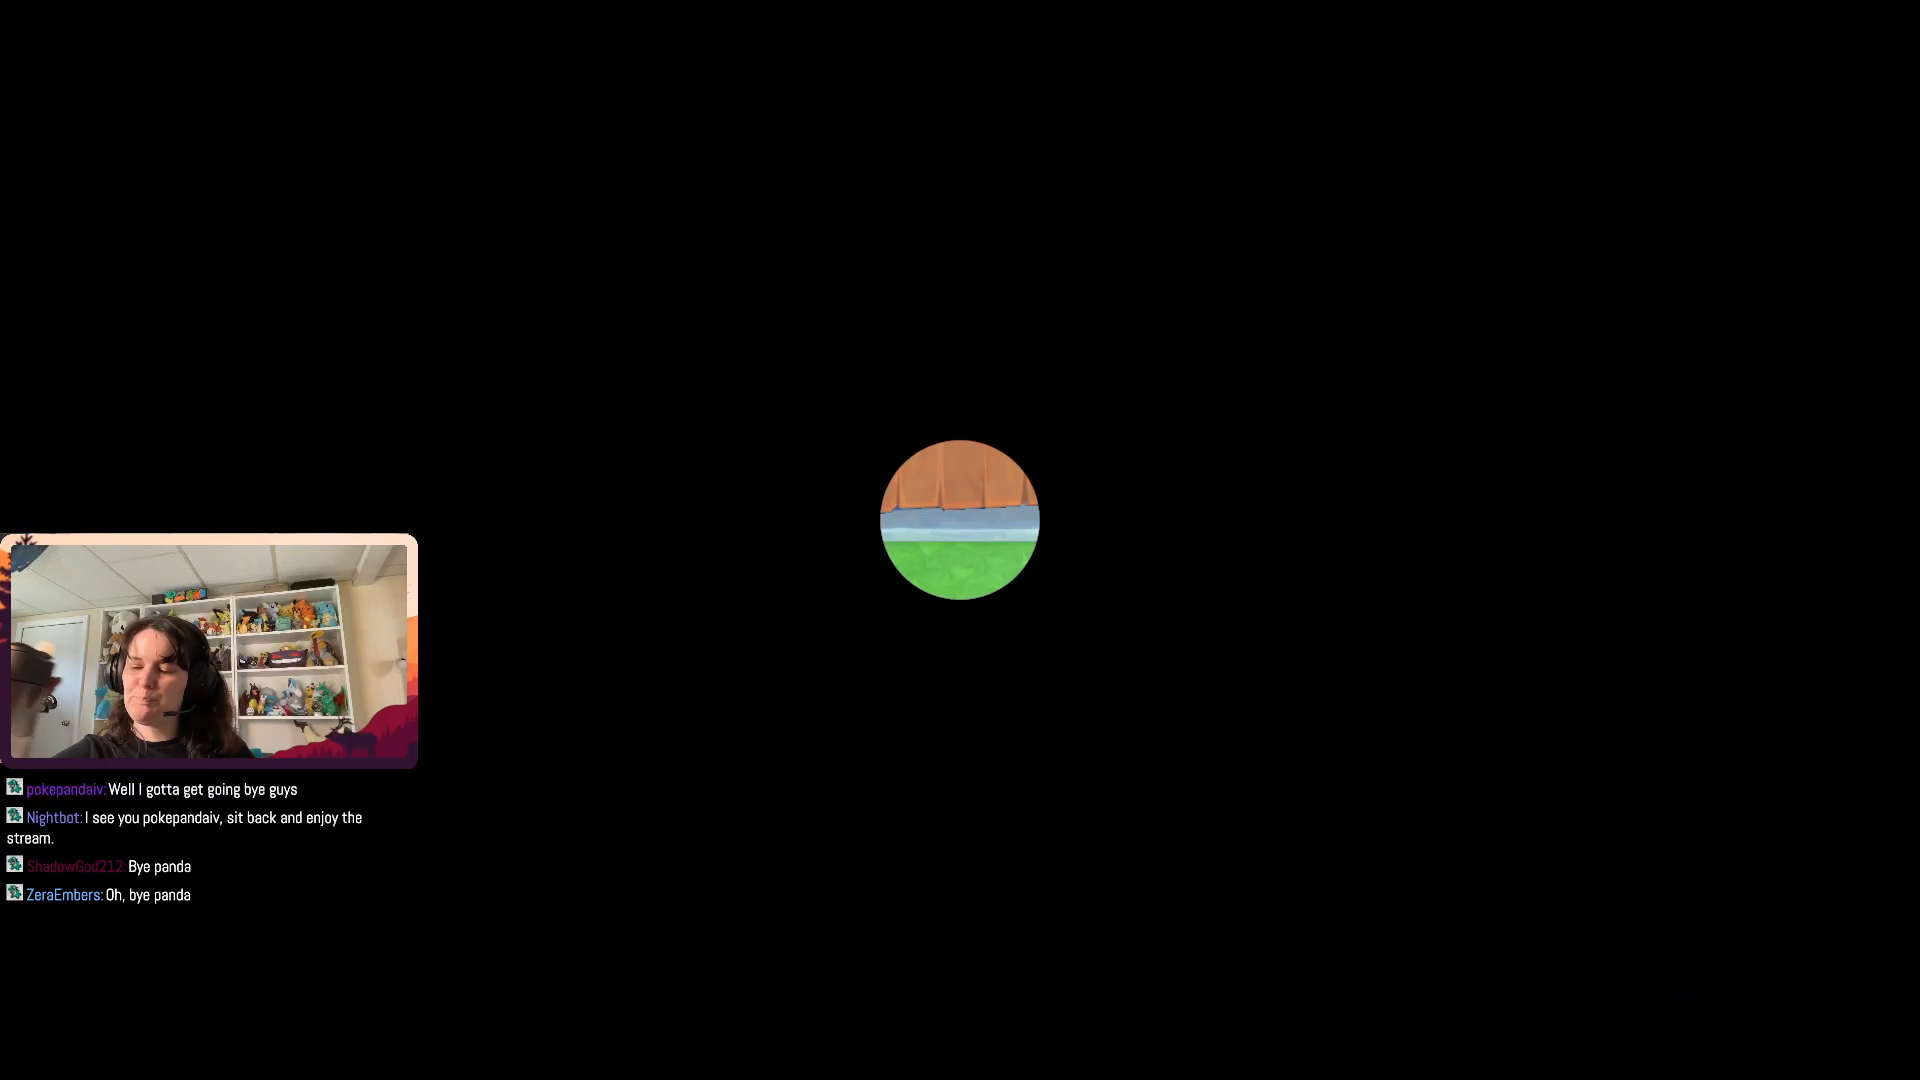 pokepandaiv: Well I gotta get going bye guys
Nightbot: I see you pokepandaiv, sit back and enjoy the
stream.
ShadowGod212: Bye panda
ZeraEmbers: Oh, bye panda